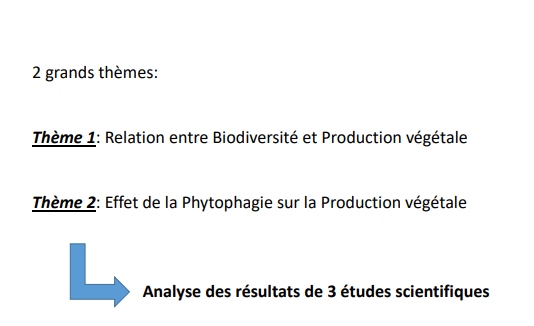 2 grands thèmes:
Thème 1: Relation entre Biodiversité et Production végétale
Thème 2: Effet de la Phytophagie sur la Production végétale
Analyse des résultats de 3 études scientifiques